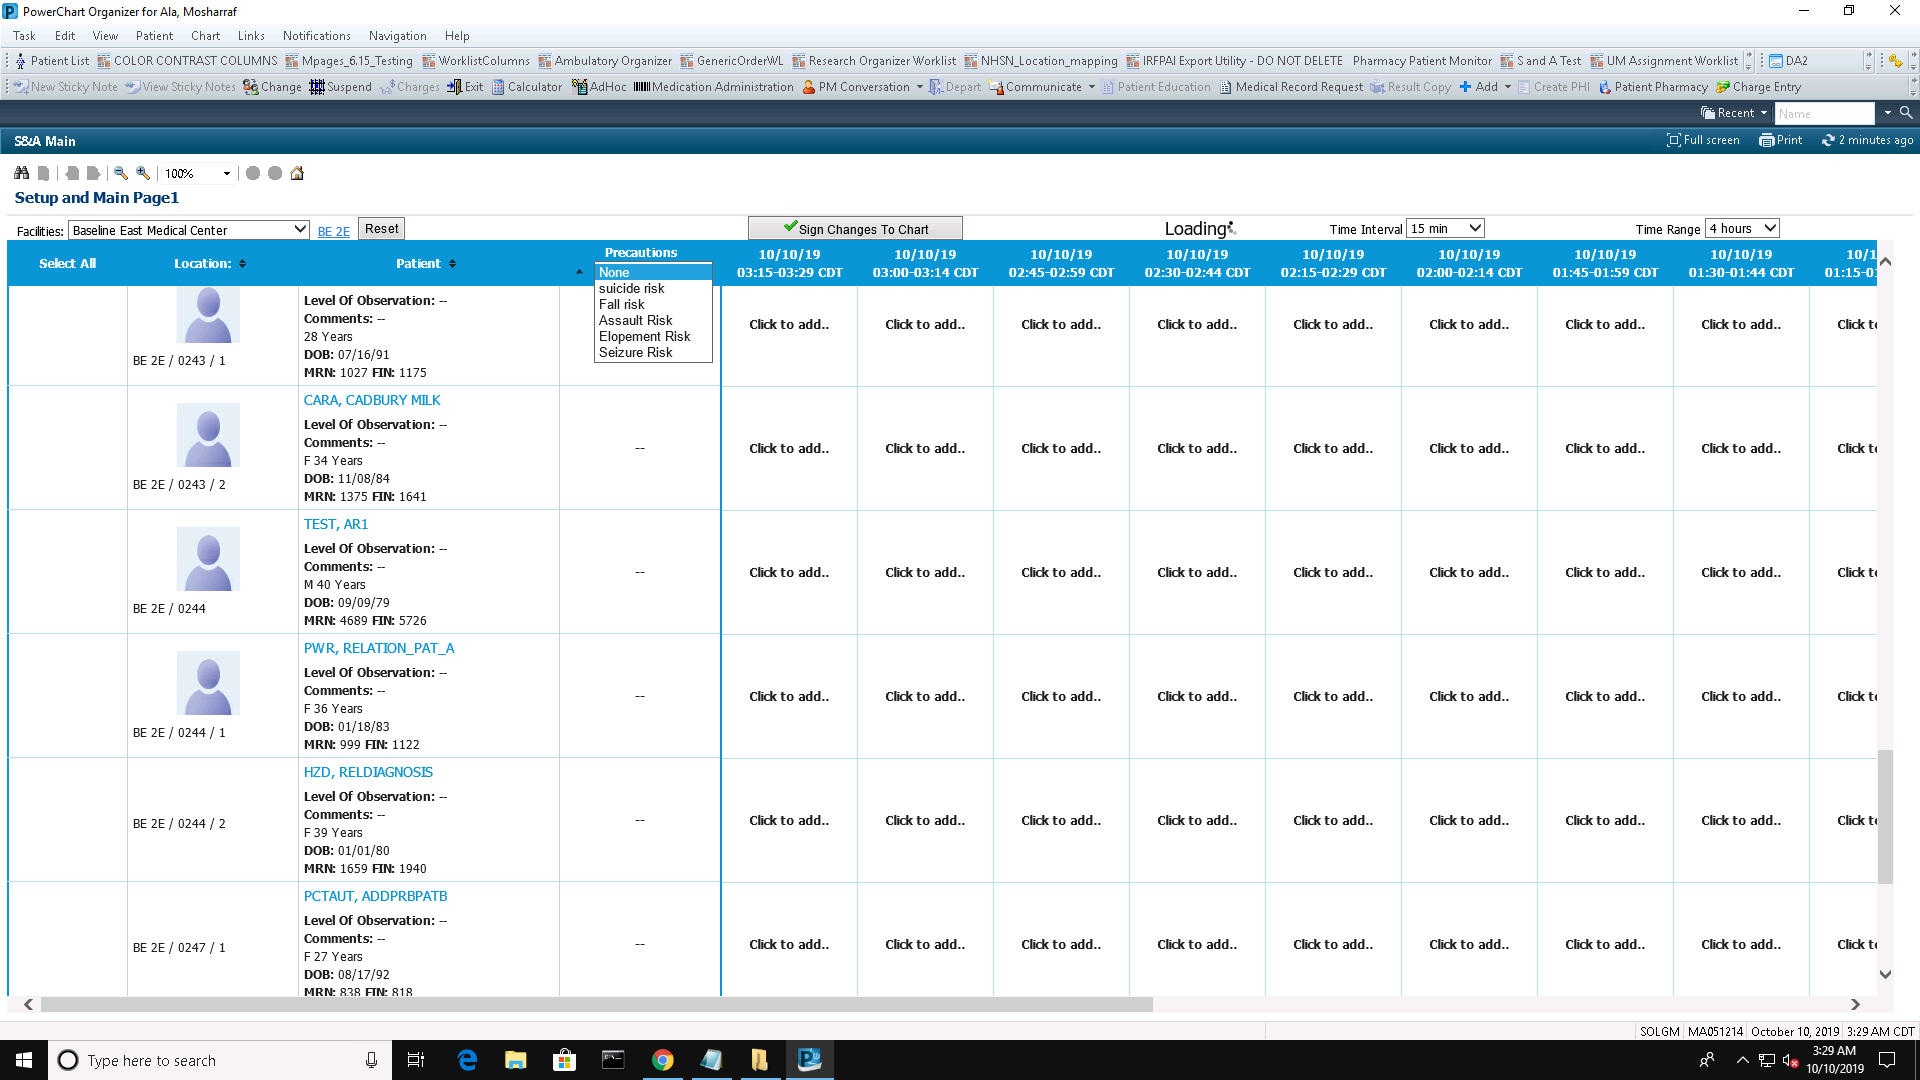 PowerChart Organizer for Ala, Mosharraf
Task Edit View Patient Chart Links Notifications Navigation Help
Patient List COLOR CONTRAST COLUMNS Mpages_6.15_Testing WorklistColumns Ambulatory Organizer GenericOrderWL Research Organizer Worklist NHSN_Location_mapping IRFPAI Export Utility - DO NOT DELETE Pharmacy Patient Monitor S and A Test UM Assignment Worklist DA2
New Sticky Note View Sticky Notes Change Suspend Charges Exit Calculator AdHoc Medication Administration PM Conversation Depart Communicate Patient Education Medical Record Request Result Copy Add Create PHI Patient Pharmacy Charge Entry
Recent Name
S&A Main Full screen Print 2 minutes ago
100%
Setup and Main Page1
Facilities: Baseline East Medical Center BE 2E Reset Sign Changes To Chart Loading Time Interval 15 min Time Range 4 hours
Select All Location: Patient Precautions
10/10/19 10/10/19 10/10/19 10/10/19 10/10/19 10/10/19 10/10/19 10/10/19 10/1
03:15-03:29 CDT 03:00-03:14 CDT 02:45-02:59 CDT 02:30-02:44 CDT 02:15-02:29 CDT 02:00-02:14 CDT 01:45-01:59 CDT 01:30-01:44 CDT 01:15-0
None
suicide risk
Fall risk
Assault Risk
Elopement Risk
Seizure Risk
BE 2E / 0243 / 1
Level Of Observation: --
Comments: --
28 Years
DOB: 07/16/91
MRN: 1027 FIN: 1175
Click to add.. Click to add.. Click to add.. Click to add.. Click to add.. Click to add.. Click to add.. Click to add.. Click t
BE 2E / 0243 / 2
CARA, CADBURY MILK
Level Of Observation: --
Comments: --
F 34 Years
DOB: 11/08/84
MRN: 1375 FIN: 1641
-- Click to add.. Click to add.. Click to add.. Click to add.. Click to add.. Click to add.. Click to add.. Click to add.. Click t
BE 2E / 0244
TEST, AR1
Level Of Observation: --
Comments: --
M 40 Years
DOB: 09/09/79
MRN: 4689 FIN: 5726
-- Click to add.. Click to add.. Click to add.. Click to add.. Click to add.. Click to add.. Click to add.. Click to add.. Click t
BE 2E / 0244 / 1
PWR, RELATION_PAT_A
Level Of Observation: --
Comments: --
F 36 Years
DOB: 01/18/83
MRN: 999 FIN: 1122
-- Click to add.. Click to add.. Click to add.. Click to add.. Click to add.. Click to add.. Click to add.. Click to add.. Click t
BE 2E / 0244 / 2
HZD, RELDIAGNOSIS
Level Of Observation: --
Comments: --
F 39 Years
DOB: 01/01/80
MRN: 1659 FIN: 1940
-- Click to add.. Click to add.. Click to add.. Click to add.. Click to add.. Click to add.. Click to add.. Click to add.. Click t
BE 2E / 0247 / 1
PCTAUT, ADDPRBPATB
Level Of Observation: --
Comments: --
F 27 Years
DOB: 08/17/92
MRN: 838 FIN: 818
-- Click to add.. Click to add.. Click to add.. Click to add.. Click to add.. Click to add.. Click to add.. Click to add.. Click t
SOLGM MA051214 October 10, 2019 3:29 AM CDT
Type here to search
3:29 AM
10/10/2019